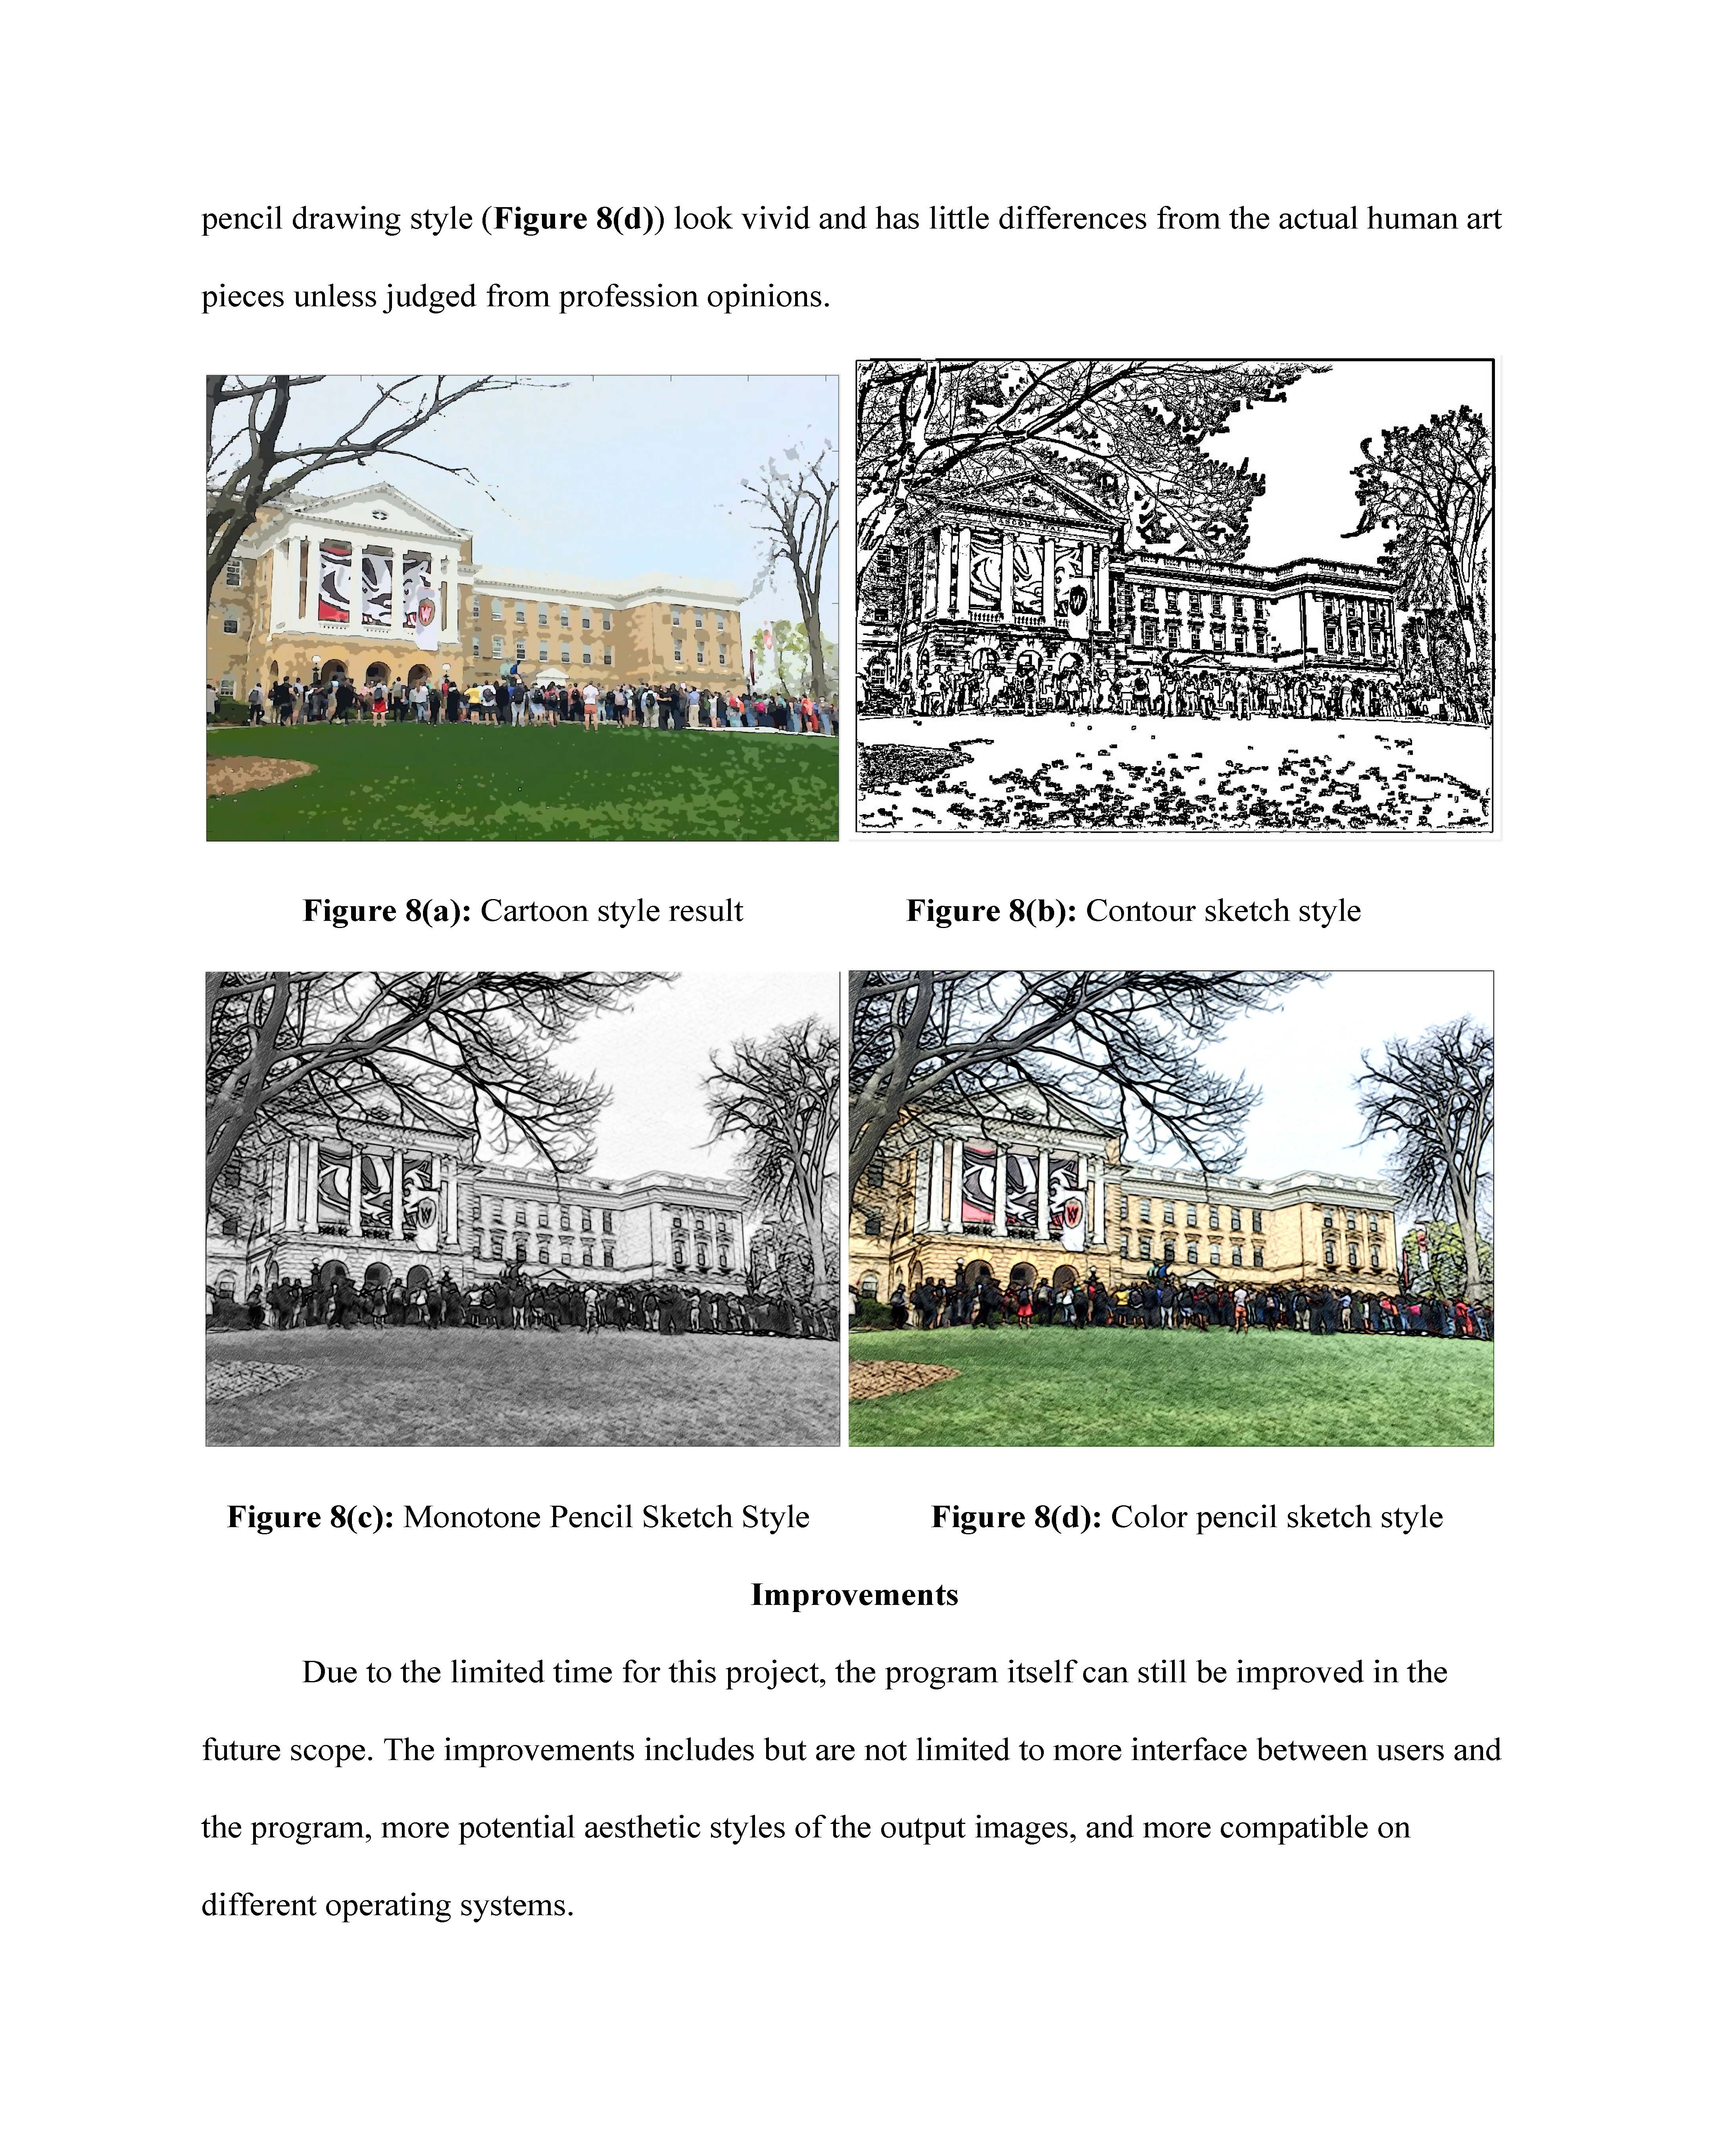 pencil drawing style (Figure 8(d)) look vivid and has little differences from the actual human art
pieces unless judged from profession opinions.
W
W
Figure 8(a): Cartoon style result
Figure 8(b): Contour sketch style
W
W
Figure 8(c): Monotone Pencil Sketch Style
Figure 8(d): Color pencil sketch style
Improvements
Due to the limited time for this project, the program itself can still be improved in the
future scope. The improvements includes but are not limited to more interface between users and
the program, more potential aesthetic styles of the output images, and more compatible on
different operating systems.